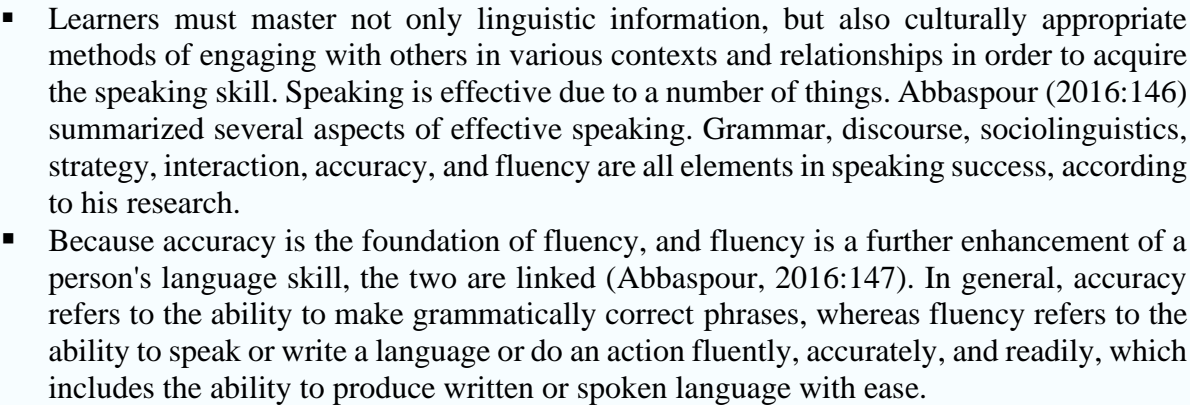 ▪ Learners must master not only linguistic information, but also culturally appropriate
methods of engaging with others in various contexts and relationships in order to acquire
the speaking skill. Speaking is effective due to a number of things. Abbaspour (2016:146)
summarized several aspects of effective speaking. Grammar, discourse, sociolinguistics,
strategy, interaction, accuracy, and fluency are all elements in speaking success, according
to his research.
▪ Because accuracy is the foundation of fluency, and fluency is a further enhancement of a
person's language skill, the two are linked (Abbaspour, 2016:147). In general, accuracy
refers to the ability to make grammatically correct phrases, whereas fluency refers to the
ability to speak or write a language or do an action fluently, accurately, and readily, which
includes the ability to produce written or spoken language with ease.